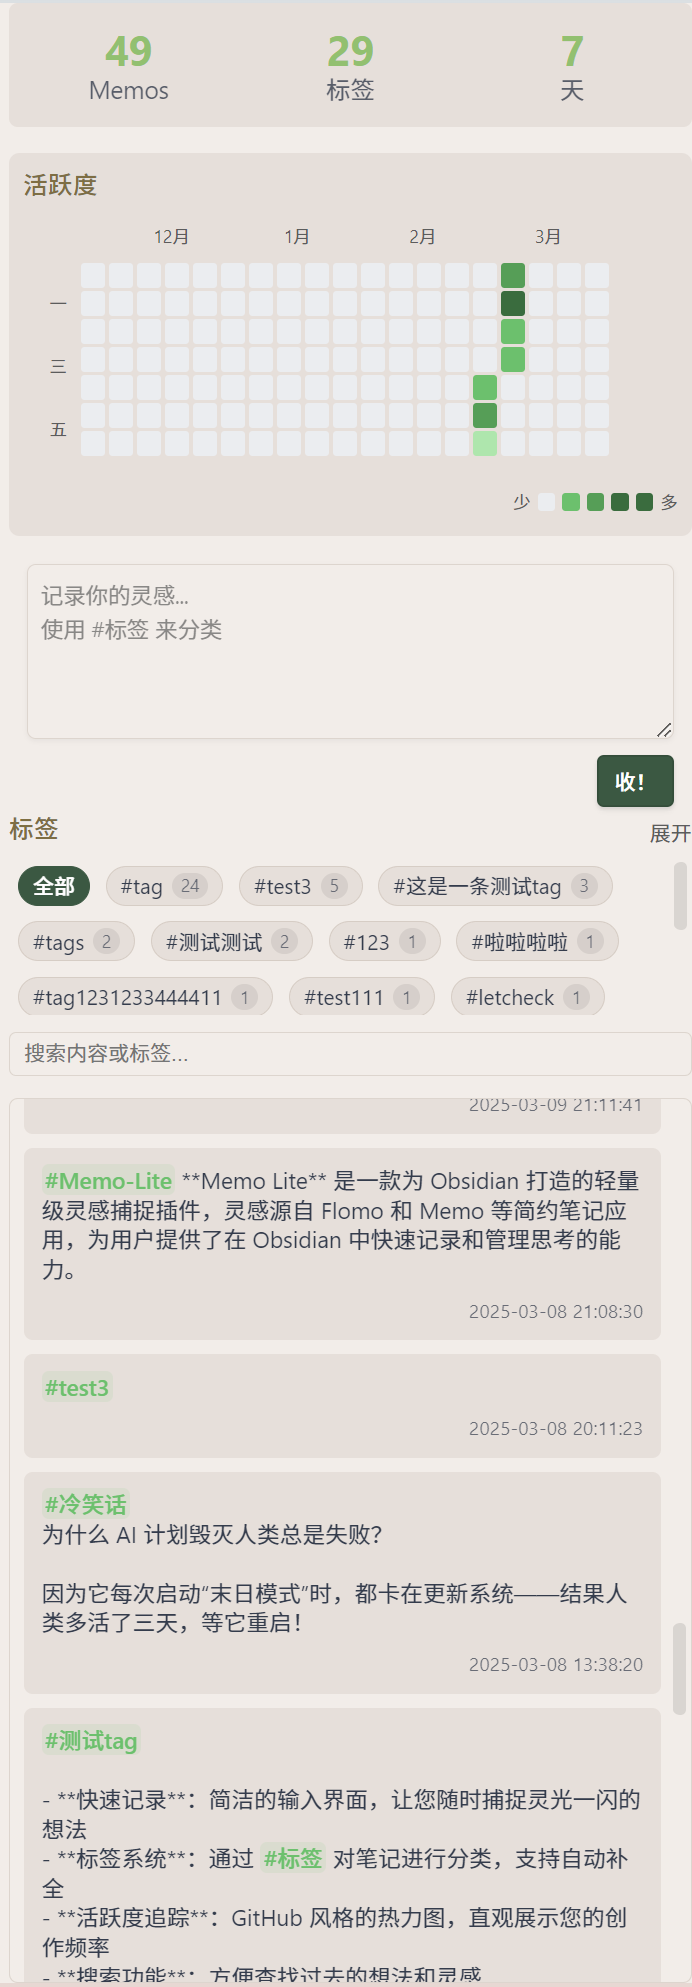 49 29 7
Memos 标签 天
活跃度
12月 1月 2月 3月
一
三
五
少 多
记录你的灵感...
使用 #标签 来分类
收！
标签 展开
全部 #tag 24 #test3 5 #这是一条测试tag 3
#tags 2 #测试测试 2 #123 1 #啦啦啦啦 1
#tag1231233444411 1 #test111 1 #letcheck 1
搜索内容或标签...
2025-03-09 21:11:41
#Memo-Lite **Memo Lite** 是一款为 Obsidian 打造的轻量
级灵感捕捉插件，灵感源自 Flomo 和 Memo 等简约笔记应
用，为用户提供了在 Obsidian 中快速记录和管理思考的能
力。
2025-03-08 21:08:30
#test3
2025-03-08 20:11:23
#冷笑话
为什么 AI 计划毁灭人类总是失败？
因为它每次启动“末日模式”时，都卡在更新系统——结果人
类多活了三天，等它重启！
2025-03-08 13:38:20
#测试tag
- **快速记录**：简洁的输入界面，让您随时捕捉灵光一闪的
想法
- **标签系统**：通过 #标签 对笔记进行分类，支持自动补
全
- **活跃度追踪**：GitHub 风格的热力图，直观展示您的创
作频率
- **搜索功能**：方便查找过去的想法和灵感